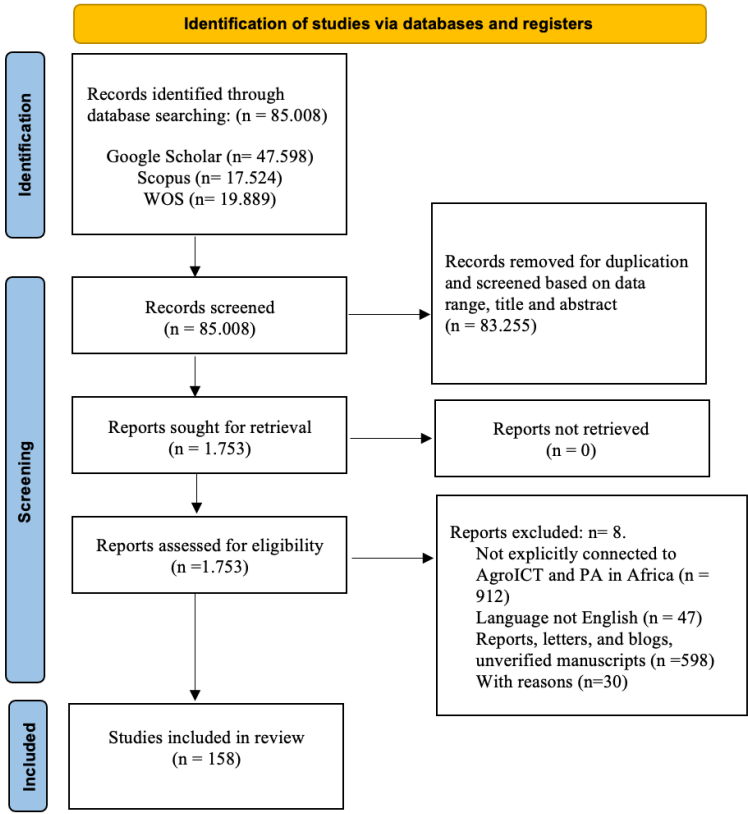 Identification of studies via databases and registers
Identification
Records identified through
database searching: (n = 85.008)
Google Scholar (n= 47.598)
Scopus (n= 17.524)
WOS (n= 19.889)
Records removed for duplication
and screened based on data
range, title and abstract
(n = 83.255)
Screening
Records screened
(n = 85.008)
Reports sought for retrieval
(n = 1.753)
Reports not retrieved
(n = 0)
Reports assessed for eligibility
(n =1.753)
Reports excluded: n= 8.
Not explicitly connected to
AgroICT and PA in Africa (n =
912)
Language not English (n = 47)
Reports, letters, and blogs,
unverified manuscripts (n =598)
With reasons (n=30)
Included
Studies included in review
(n = 158)